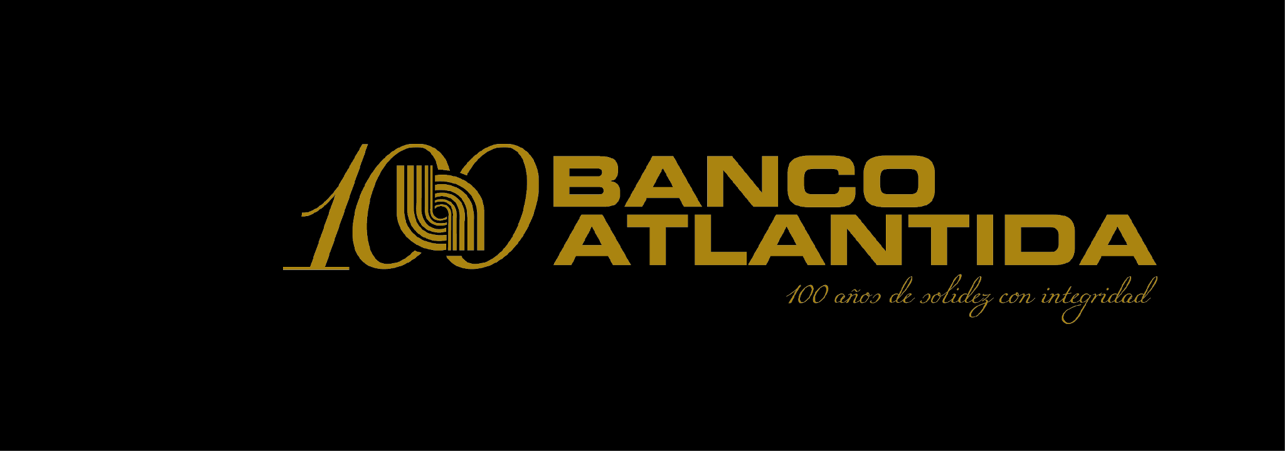 100 BANCO
ATLANTIDA
100 años de solidez con integridad